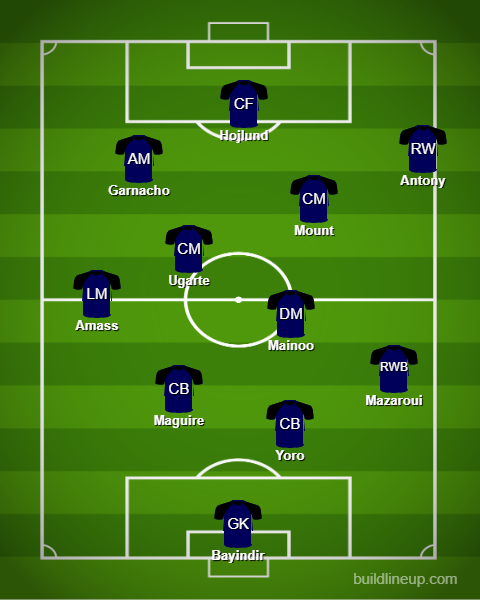 CF
Hojlund
RW
Antony
AM
Garnacho
CM
Mount
CM
Ugarte
LM
Amass
DM
Mainoo
RWB
Mazaroui
CB
Maguire
CB
Yoro
GK
Bayindir
buildlineup.com